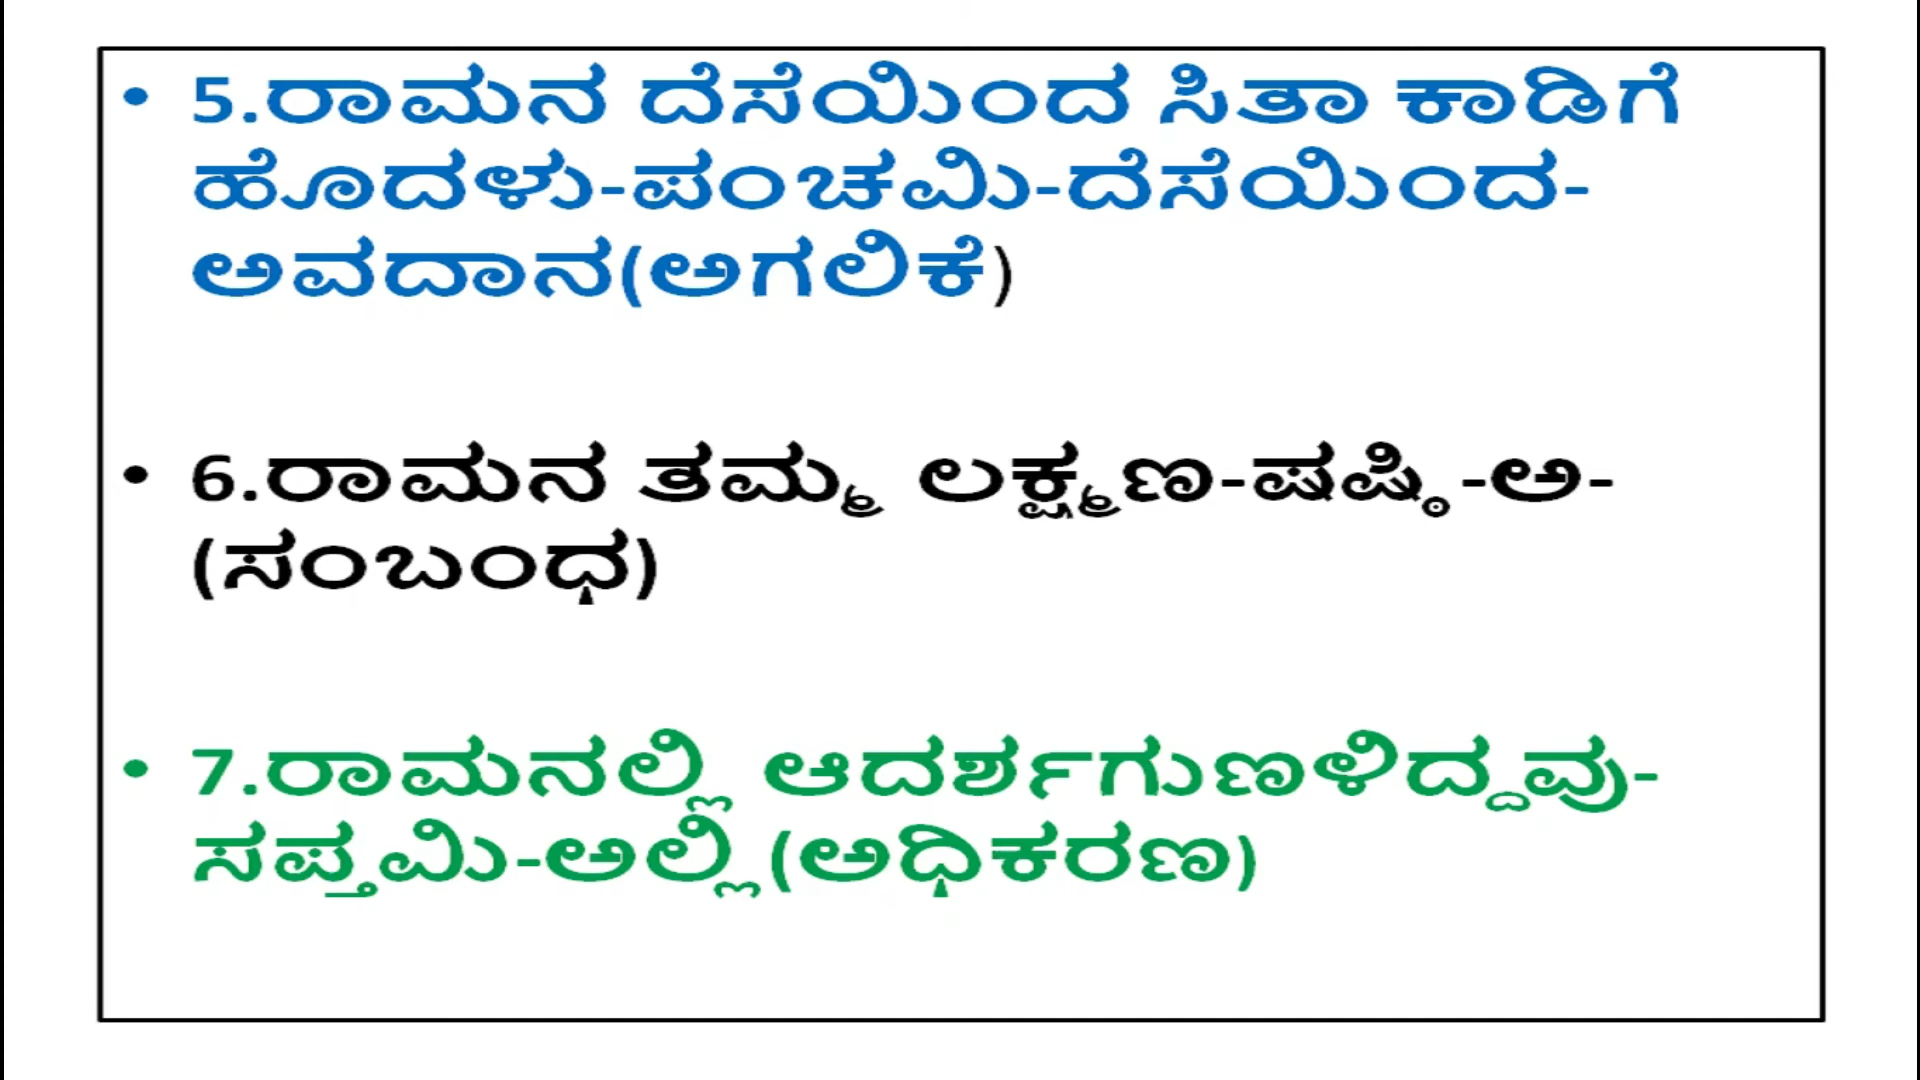 • 5.ರಾಮನ ದೆಸೆಯಿಂದ ಸಿತಾ ಕಾಡಿಗೆ
ಹೊದಳು-ಪಂಚಮಿ-ದೆಸೆಯಿಂದ-
ಅವದಾನ(ಅಗಲಿಕೆ)
• 6.ರಾಮನ ತಮ್ಮ ಲಕ್ಷ್ಮಣ-ಷಷ್ಠಿ-ಅ-
(ಸಂಬಂಧ)
• 7.ರಾಮನಲ್ಲಿ ಆದರ್ಶಗುಣಳಿದ್ದವು-
ಸಪ್ತಮಿ-ಅಲ್ಲಿ(ಅಧಿಕರಣ)